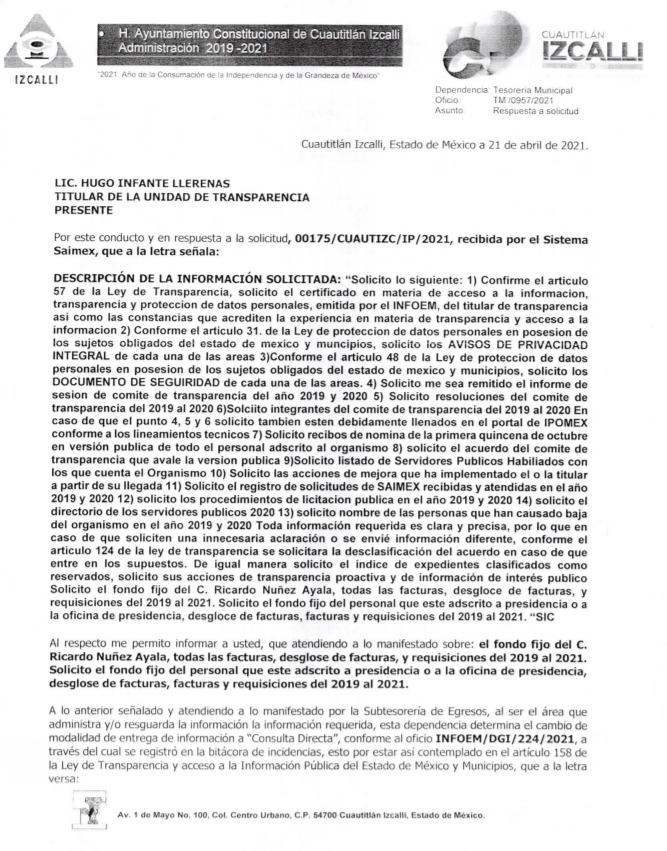 H. Ayuntamiento Constitucional de Cuautitlán Izcalli
Administración 2019 -2021
IZCALLI
"2021. Año de la Consumación de la Independencia y de la Grandeza de México"
CUAUTITLÁN
IZCALLI
Dependencia: Tesorería Municipal
Oficio: TM /0957/2021
Asunto: Respuesta a solicitud
Cuautitlán Izcalli, Estado de México a 21 de abril de 2021.
LIC. HUGO INFANTE LLERENAS
TITULAR DE LA UNIDAD DE TRANSPARENCIA
PRESENTE
Por este conducto y en respuesta a la solicitud, 00175/CUAUTIZC/IP/2021, recibida por el Sistema
Saimex, que a la letra señala:
DESCRIPCIÓN DE LA INFORMACIÓN SOLICITADA: "Solicito lo siguiente: 1) Confirme el articulo
57 de la Ley de Transparencia, solicito el certificado en materia de acceso a la informacion,
transparencia y proteccion de datos personales, emitida por el INFOEM, del titular de transparencia
asi como las constancias que acrediten la experiencia en materia de transparencia y acceso a la
informacion 2) Conforme el articulo 31. de la Ley de proteccion de datos personales en posesion de
los sujetos obligados del estado de mexico y muncipios, solicito los AVISOS DE PRIVACIDAD
INTEGRAL de cada una de las areas 3)Conforme el articulo 48 de la Ley de proteccion de datos
personales en posesion de los sujetos obligados del estado de mexico y municipios, solicito los
DOCUMENTO DE SEGUIRIDAD de cada una de las areas. 4) Solicito me sea remitido el informe de
sesion de comite de transparencia del año 2019 y 2020 5) Solicito resoluciones del comite de
transparencia del 2019 al 2020 6)Solciito integrantes del comite de transparencia del 2019 al 2020 En
caso de que el punto 4, 5 y 6 solicito tambien esten debidamente llenados en el portal de IPOMEX
conforme a los lineamientos tecnicos 7) Solicito recibos de nomina de la primera quincena de octubre
en versión publica de todo el personal adscrito al organismo 8) solicito el acuerdo del comite de
transparencia que avale la version publica 9)Solicito listado de Servidores Publicos Habiliados con
los que cuenta el Organismo 10) Solicito las acciones de mejora que ha implementado el o la titular
a partir de su llegada 11) Solicito el registro de solicitudes de SAIMEX recibidas y atendidas en el año
2019 y 2020 12) solicito los procedimientos de licitacion publica en el año 2019 y 2020 14) solicito el
directorio de los servidores publicos 2020 13) solicito nombre de las personas que han causado baja
del organismo en el año 2019 y 2020 Toda información requerida es clara y precisa, por lo que en
caso de que soliciten una innecesaria aclaración o se envié información diferente, conforme el
articulo 124 de la ley de transparencia se solicitara la desclasificación del acuerdo en caso de que
entre en los supuestos. De igual manera solicito el índice de expedientes clasificados como
reservados, solicito sus acciones de transparencia proactiva y de información de interés publico
Solicito el fondo fijo del C. Ricardo Nuñez Ayala, todas las facturas, desgloce de facturas, y
requisiciones del 2019 al 2021. Solicito el fondo fijo del personal que este adscrito a presidencia o a
la oficina de presidencia, desgloce de facturas, facturas y requisiciones del 2019 al 2021. "SIC
Al respecto me permito informar a usted, que atendiendo a lo manifestado sobre: el fondo fijo del C.
Ricardo Nuñez Ayala, todas las facturas, desglose de facturas, y requisiciones del 2019 al 2021.
Solicito el fondo fijo del personal que este adscrito a presidencia o a la oficina de presidencia,
desglose de facturas, facturas y requisiciones del 2019 al 2021.
A lo anterior señalado y atendiendo a lo manifestado por la Subtesorería de Egresos, al ser el área que
administra y/o resguarda la información la información requerida, esta dependencia determina el cambio de
modalidad de entrega de información a "Consulta Directa", conforme al oficio INFOEM/DGI/224/2021, a
través del cual se registró en la bitácora de incidencias, esto por estar así contemplado en el artículo 158 de
la Ley de Transparencia y acceso a la Información Pública del Estado de México y Municipios, que a la letra
versa:
Av. 1 de Mayo No. 100, Col. Centro Urbano, C.P. 54700 Cuautitlán Izcalli, Estado de México.